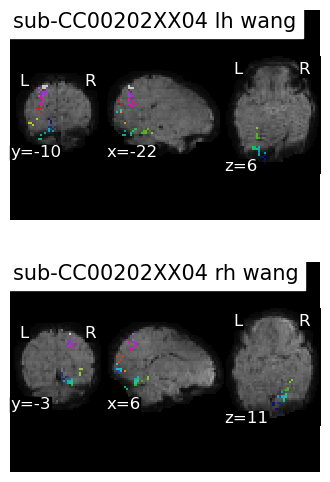 sub-CC00202XX04 lh wang
L R
L R
y=-10 x=-22 z=6
sub-CC00202XX04 rh wang
L R
L R
y=-3 x=6 z=11